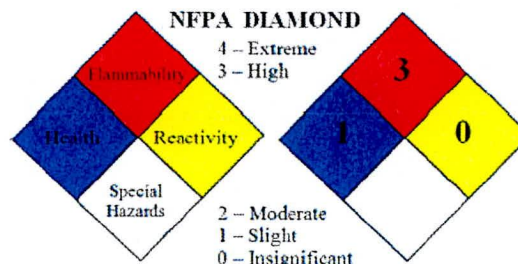 NFPA DIAMOND
4 – Extreme
3 – High
Flammability
Health
Reactivity
Special
Hazards
3
1
0
2 – Moderate
1 – Slight
0 – Insignificant